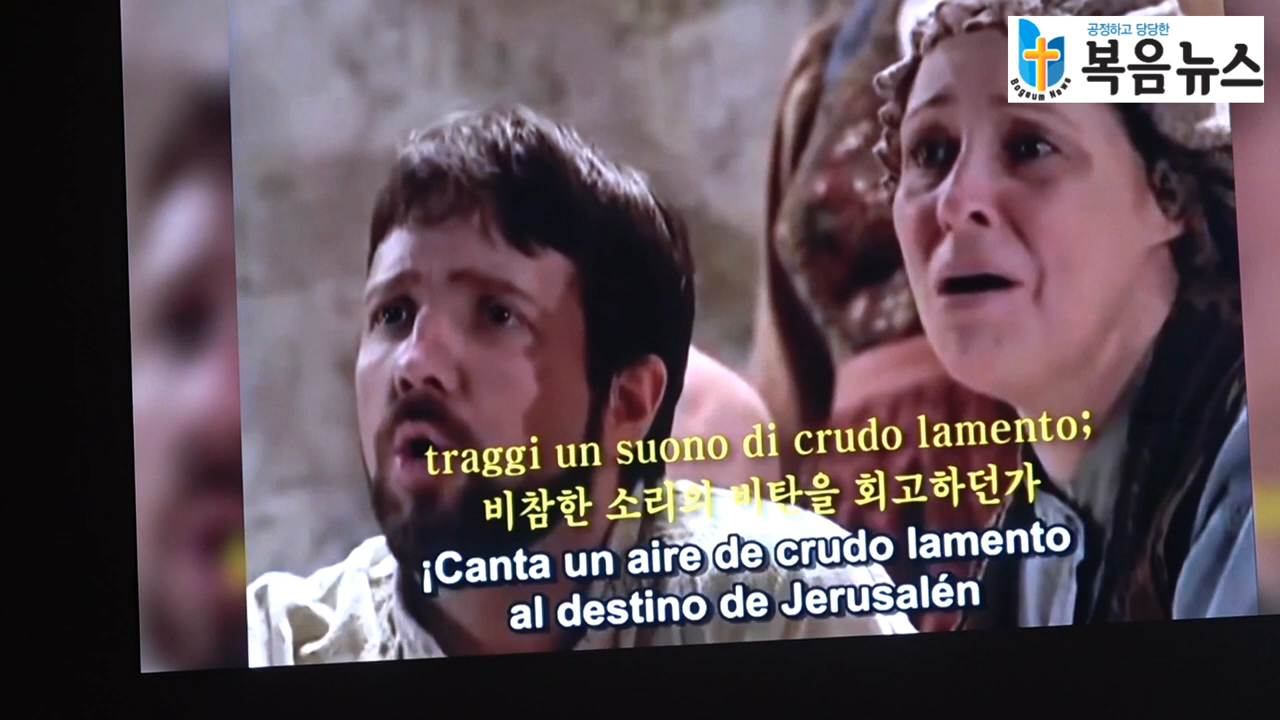 공정하고 당당한
복음뉴스
Bogeum News
traggi un suono di crudo lamento;
비참한 소리의 비탄을 회고하던가
¡Canta un aire de crudo lamento
al destino de Jerusalén